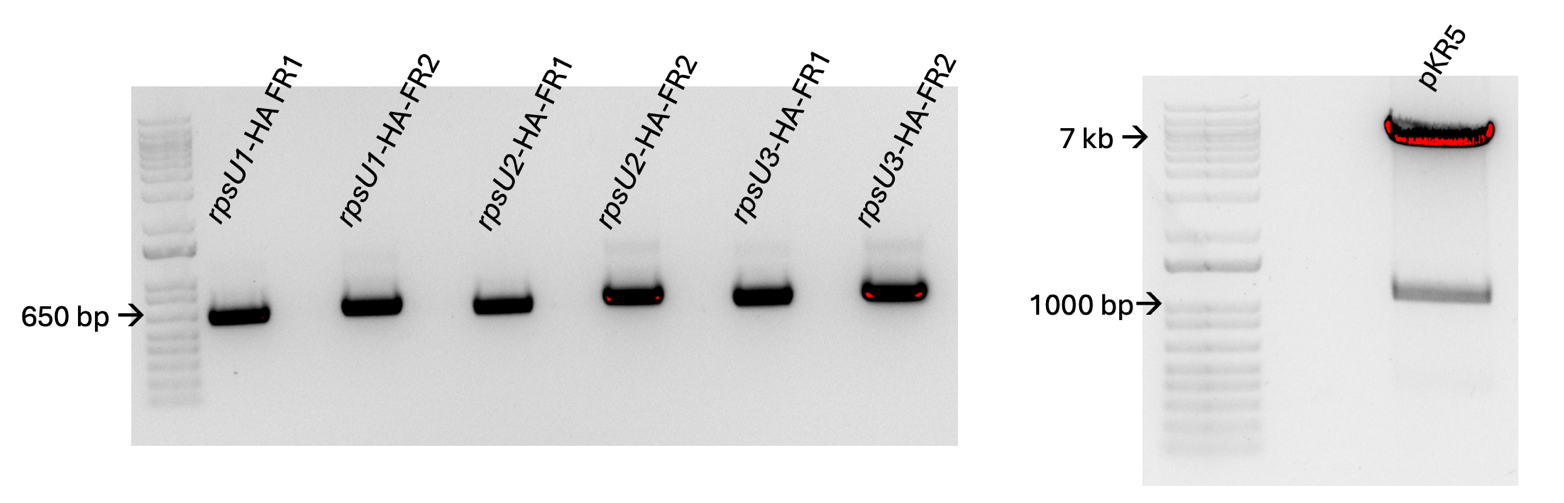 rpsU1-HA FR1
rpsU1-HA-FR2
rpsU2-HA-FR1
rpsU2-HA-FR2
rpsU3-HA-FR1
rpsU3-HA-FR2
650 bp →
pKR5
7 kb →
1000 bp→